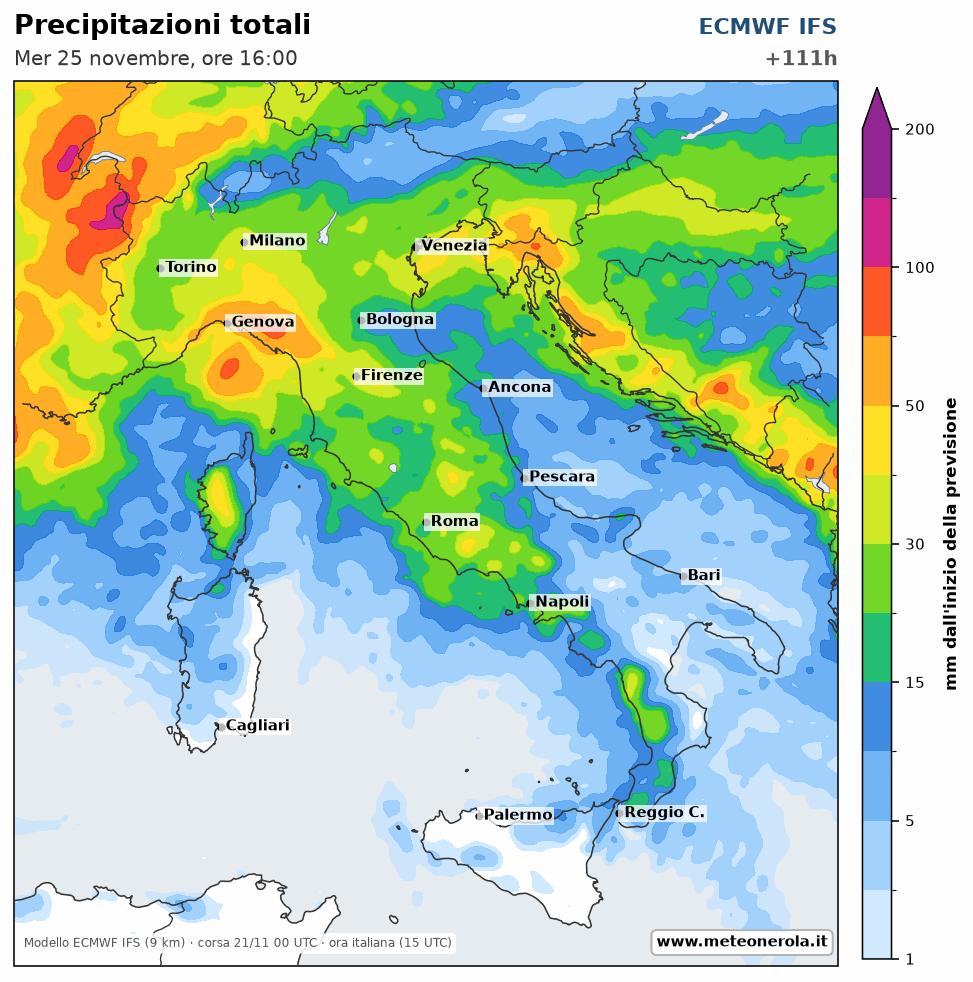 Precipitazioni totali
ECMWF IFS
Mer 25 novembre, ore 16:00
+111h
Milano
Venezia
Torino
Genova
Bologna
Firenze
Ancona
Pescara
Roma
Bari
Napoli
Cagliari
Palermo
Reggio C.
200
100
50
30
15
5
1
mm dall'inizio della previsione
Modello ECMWF IFS (9 km) · corsa 21/11 00 UTC · ora italiana (15 UTC)
www.meteonerola.it